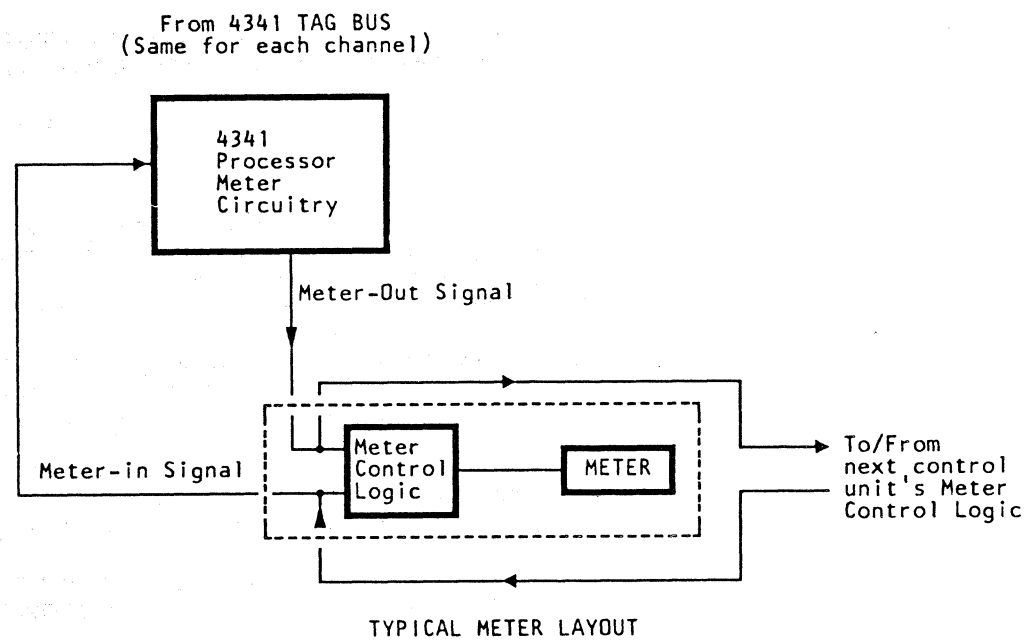 From 4341 TAG BUS
(Same for each channel)
4341
Processor
Meter
Circuitry
Meter-Out Signal
Meter-in Signal
Meter
Control
Logic
METER
To/From
next control
unit's Meter
Control Logic
TYPICAL METER LAYOUT